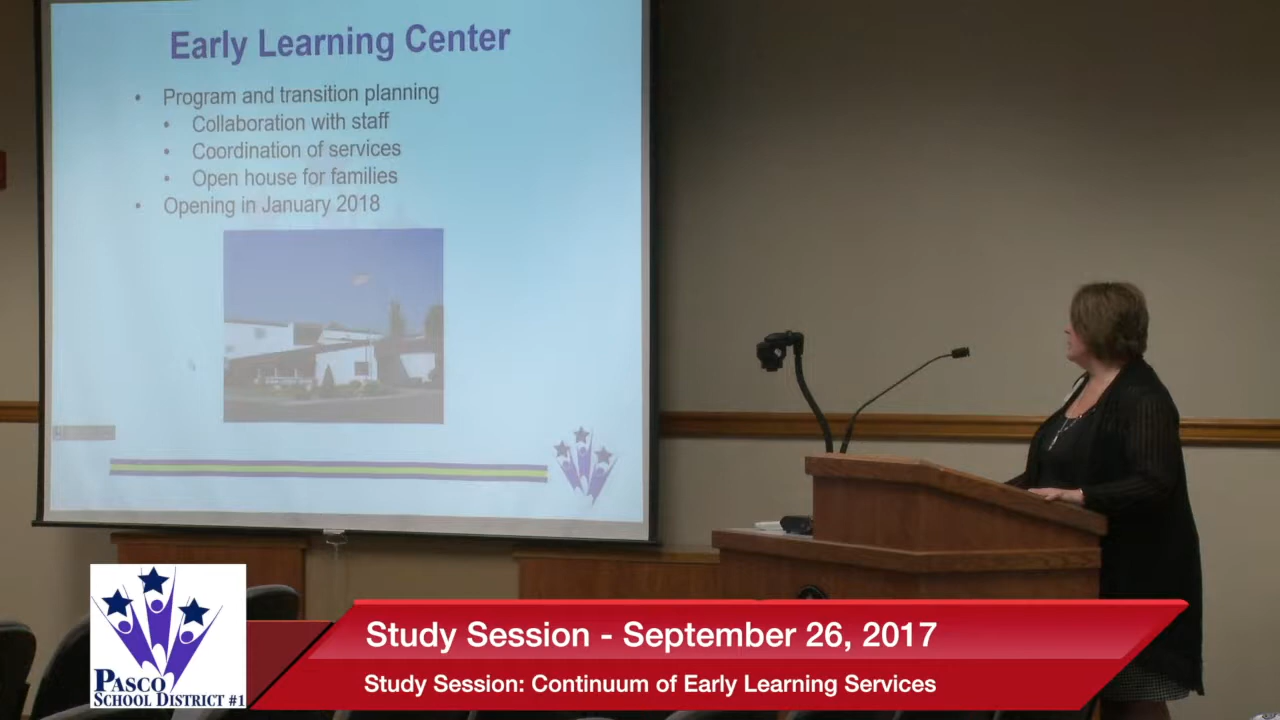 Early Learning Center
• Program and transition planning
• Collaboration with staff
• Coordination of services
• Open house for families
• Opening in January 2018
PASCO
SCHOOL DISTRICT #1
Study Session - September 26, 2017
Study Session: Continuum of Early Learning Services